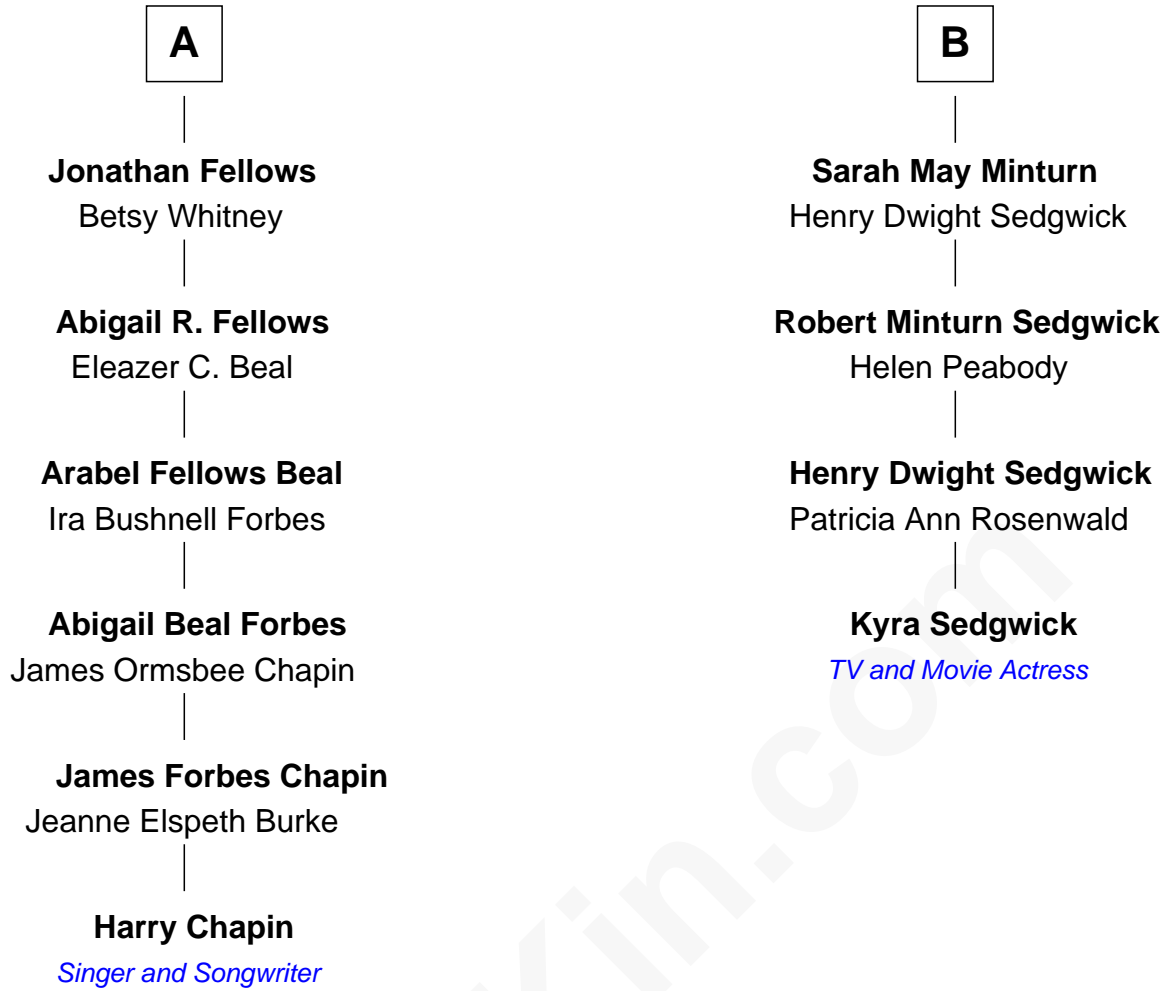 A
Jonathan Fellows
Betsy Whitney
Abigail R. Fellows
Eleazer C. Beal
Arabel Fellows Beal
Ira Bushnell Forbes
Abigail Beal Forbes
James Ormsbee Chapin
James Forbes Chapin
Jeanne Elspeth Burke
Harry Chapin
Singer and Songwriter
B
Sarah May Minturn
Henry Dwight Sedgwick
Robert Minturn Sedgwick
Helen Peabody
Henry Dwight Sedgwick
Patricia Ann Rosenwald
Kyra Sedgwick
TV and Movie Actress
Kin.com